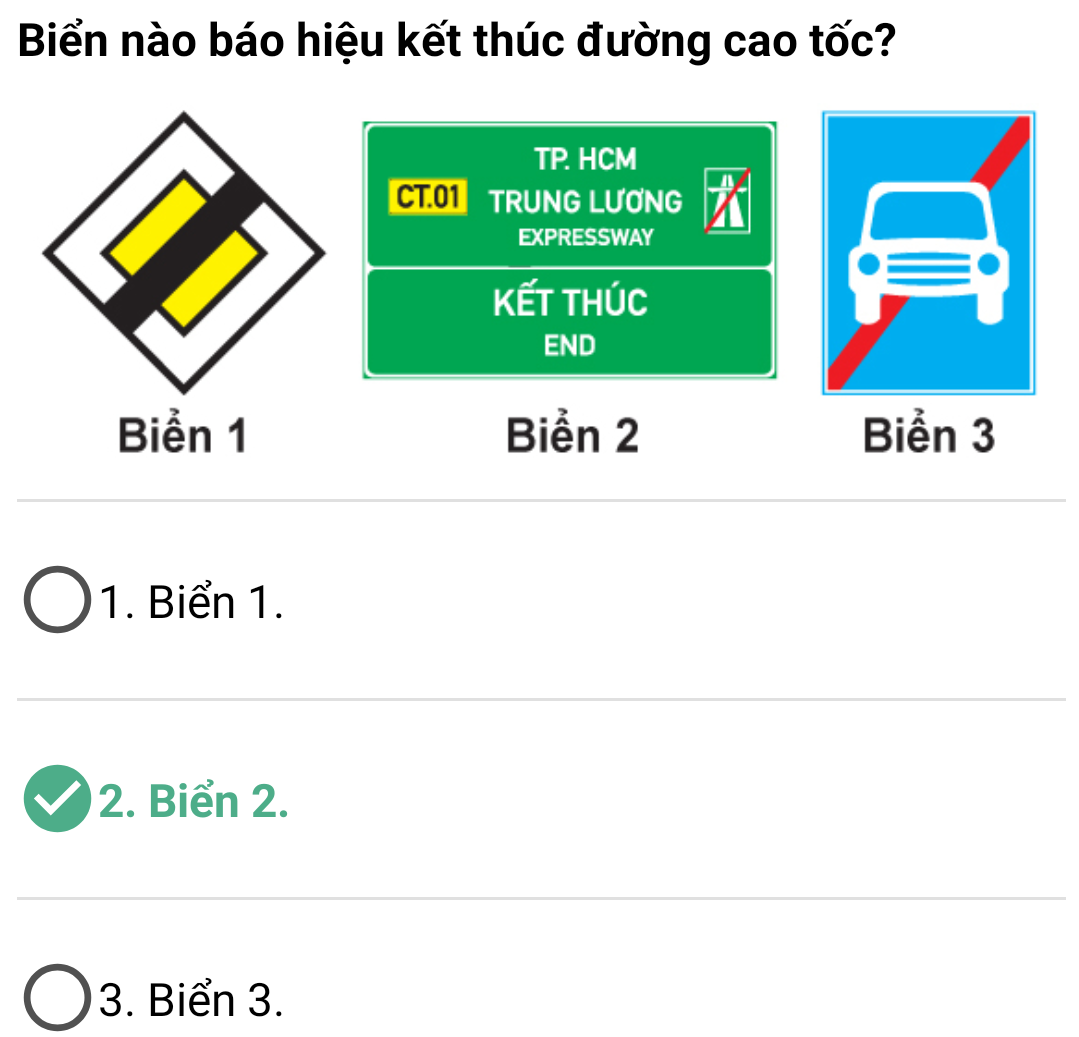 Biển nào báo hiệu kết thúc đường cao tốc?
TP. HCM
CT.01 TRUNG LƯƠNG
EXPRESSWAY
KẾT THÚC
END
Biển 1 Biển 2 Biển 3
1. Biển 1.
2. Biển 2.
3. Biển 3.